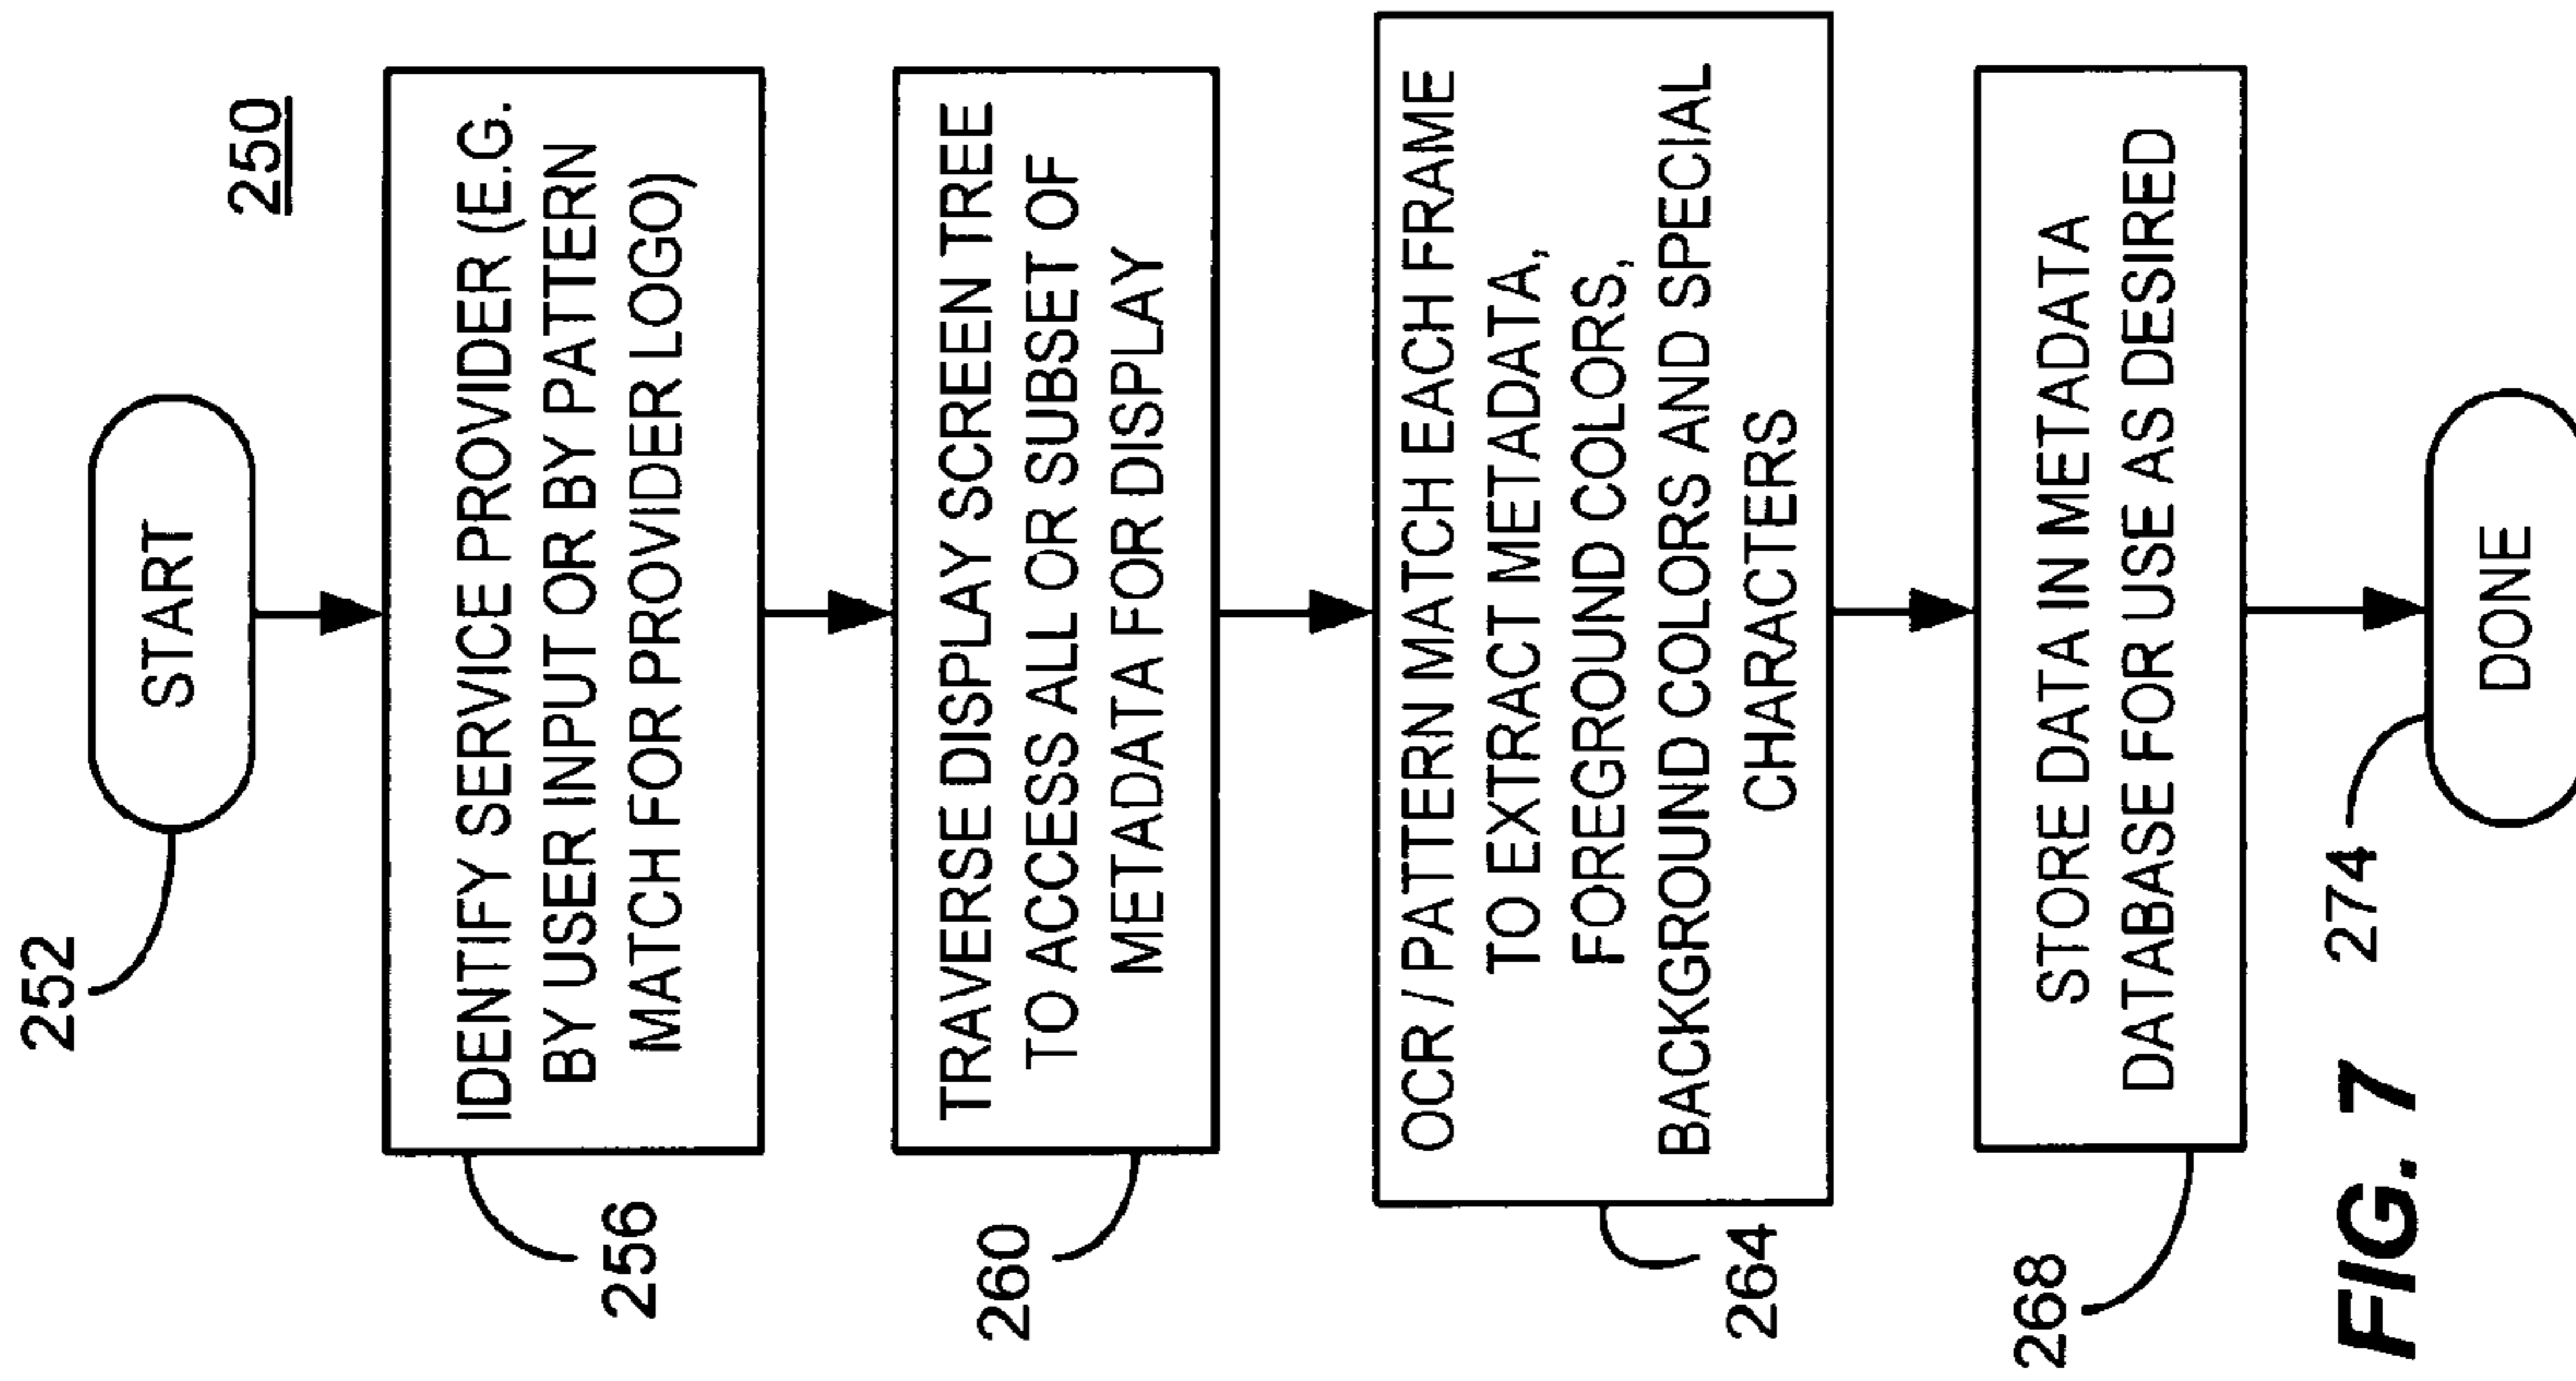 250
252
START
IDENTIFY SERVICE PROVIDER (E.G.
BY USER INPUT OR BY PATTERN
MATCH FOR PROVIDER LOGO)
256
TRAVERSE DISPLAY SCREEN TREE
TO ACCESS ALL OR SUBSET OF
METADATA FOR DISPLAY
260
OCR / PATTERN MATCH EACH FRAME
TO EXTRACT METADATA,
FOREGROUND COLORS,
BACKGROUND COLORS AND SPECIAL
CHARACTERS
264
STORE DATA IN METADATA
DATABASE FOR USE AS DESIRED
268
274
DONE
FIG. 7